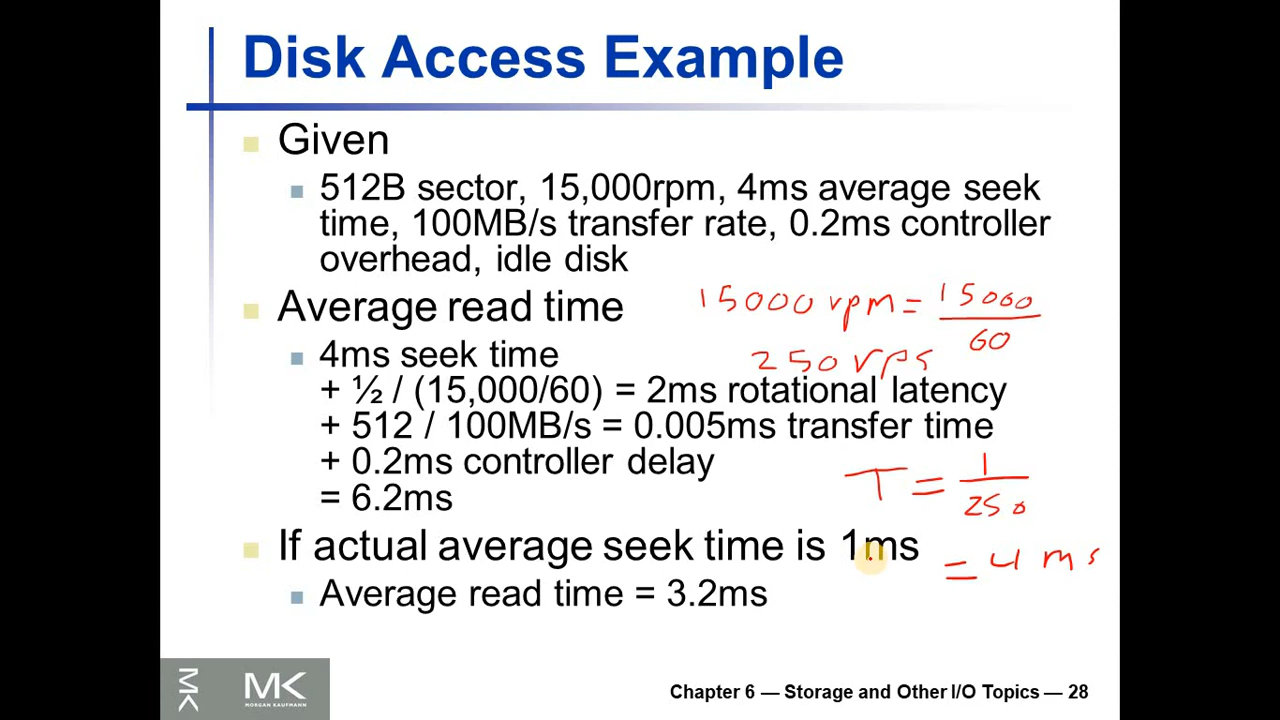 Disk Access Example
Given
512B sector, 15,000rpm, 4ms average seek
time, 100MB/s transfer rate, 0.2ms controller
overhead, idle disk
Average read time
15000 rpm = 15000
60
250 rps
4ms seek time
+ ½ / (15,000/60) = 2ms rotational latency
+ 512 / 100MB/s = 0.005ms transfer time
+ 0.2ms controller delay
= 6.2ms
T = 1
250
If actual average seek time is 1ms
= 4 ms
Average read time = 3.2ms
MK
MK
MORGAN KAUFMANN
Chapter 6 — Storage and Other I/O Topics — 28